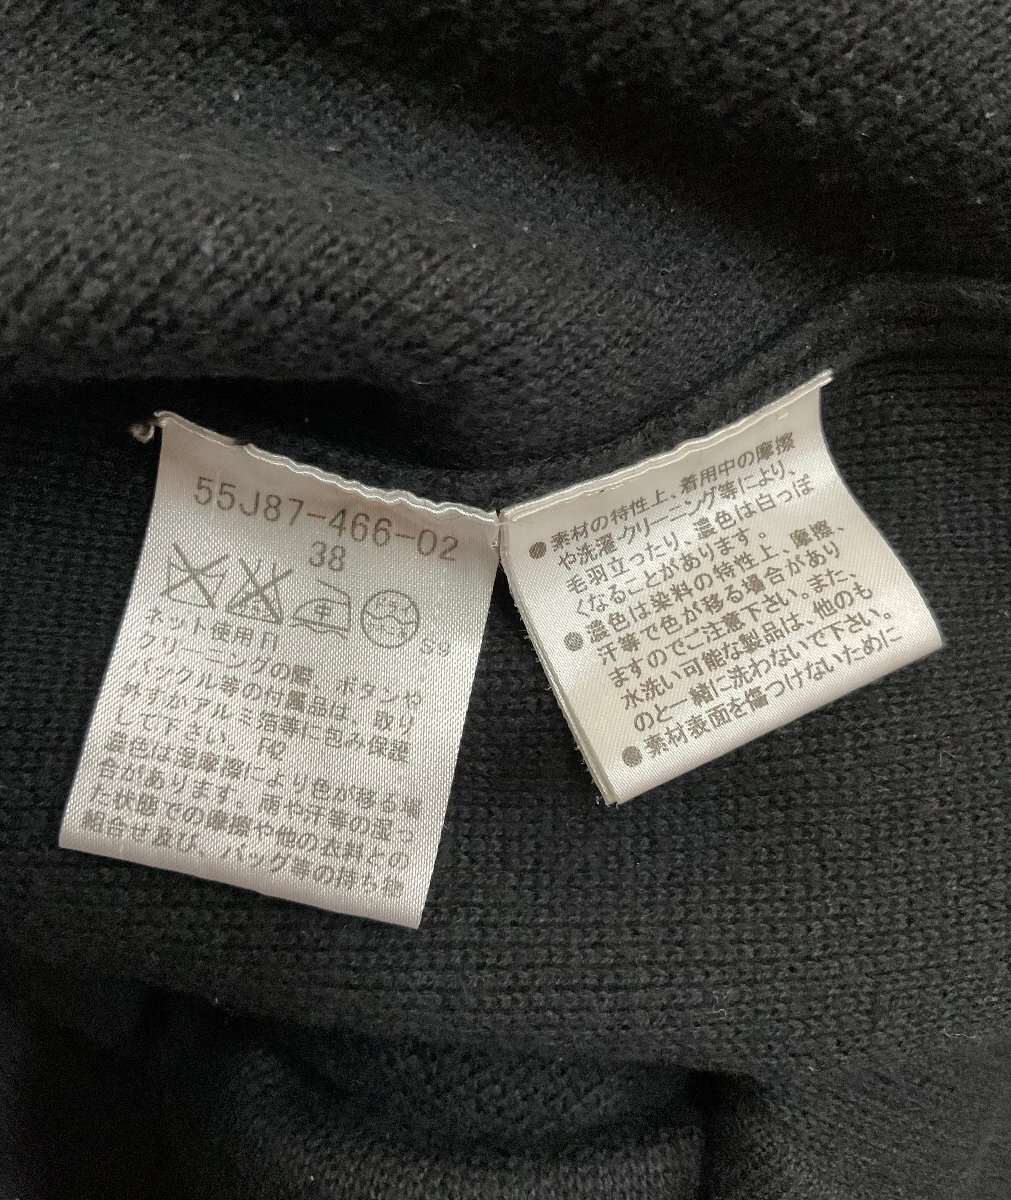 55J87-466-02
38
中 ドライ セキユ系 S9
ネット使用
クリーニングの際、ボタンや
バックル等の付属品は、取り
外すかアルミ箔等に包み保護
して下さい。 F42
濃色は湿摩擦により色が移る場
合があります。雨や汗等の湿っ
た状態での摩擦や他の衣料との
組合せ及び、バッグ等の持ち物
●素材の特性上、着用中の摩擦
や洗濯、クリーニング等により、
毛羽立ったり、濃色は白っぽ
くなることがあります。
●濃色は染料の特性上、摩擦、
汗等で色が移る場合があり
ますのでご注意下さい。また、
水洗い可能な製品は、他のも
のと一緒に洗わないで下さい。
●素材表面を傷つけないために